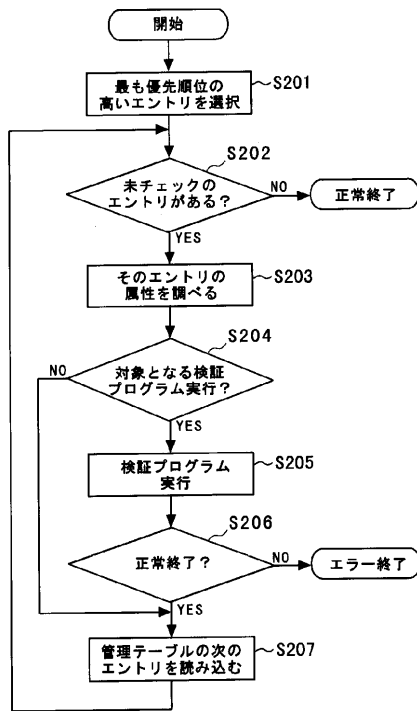 開始
最も優先順位の
高いエントリを選択
S201
S202
未チェックの
エントリがある?
NO
正常終了
YES
そのエントリの
属性を調べる
S203
S204
対象となる検証
プログラム実行?
NO
YES
検証プログラム
実行
S205
S206
正常終了?
NO
エラー終了
YES
管理テーブルの次の
エントリを読み込む
S207